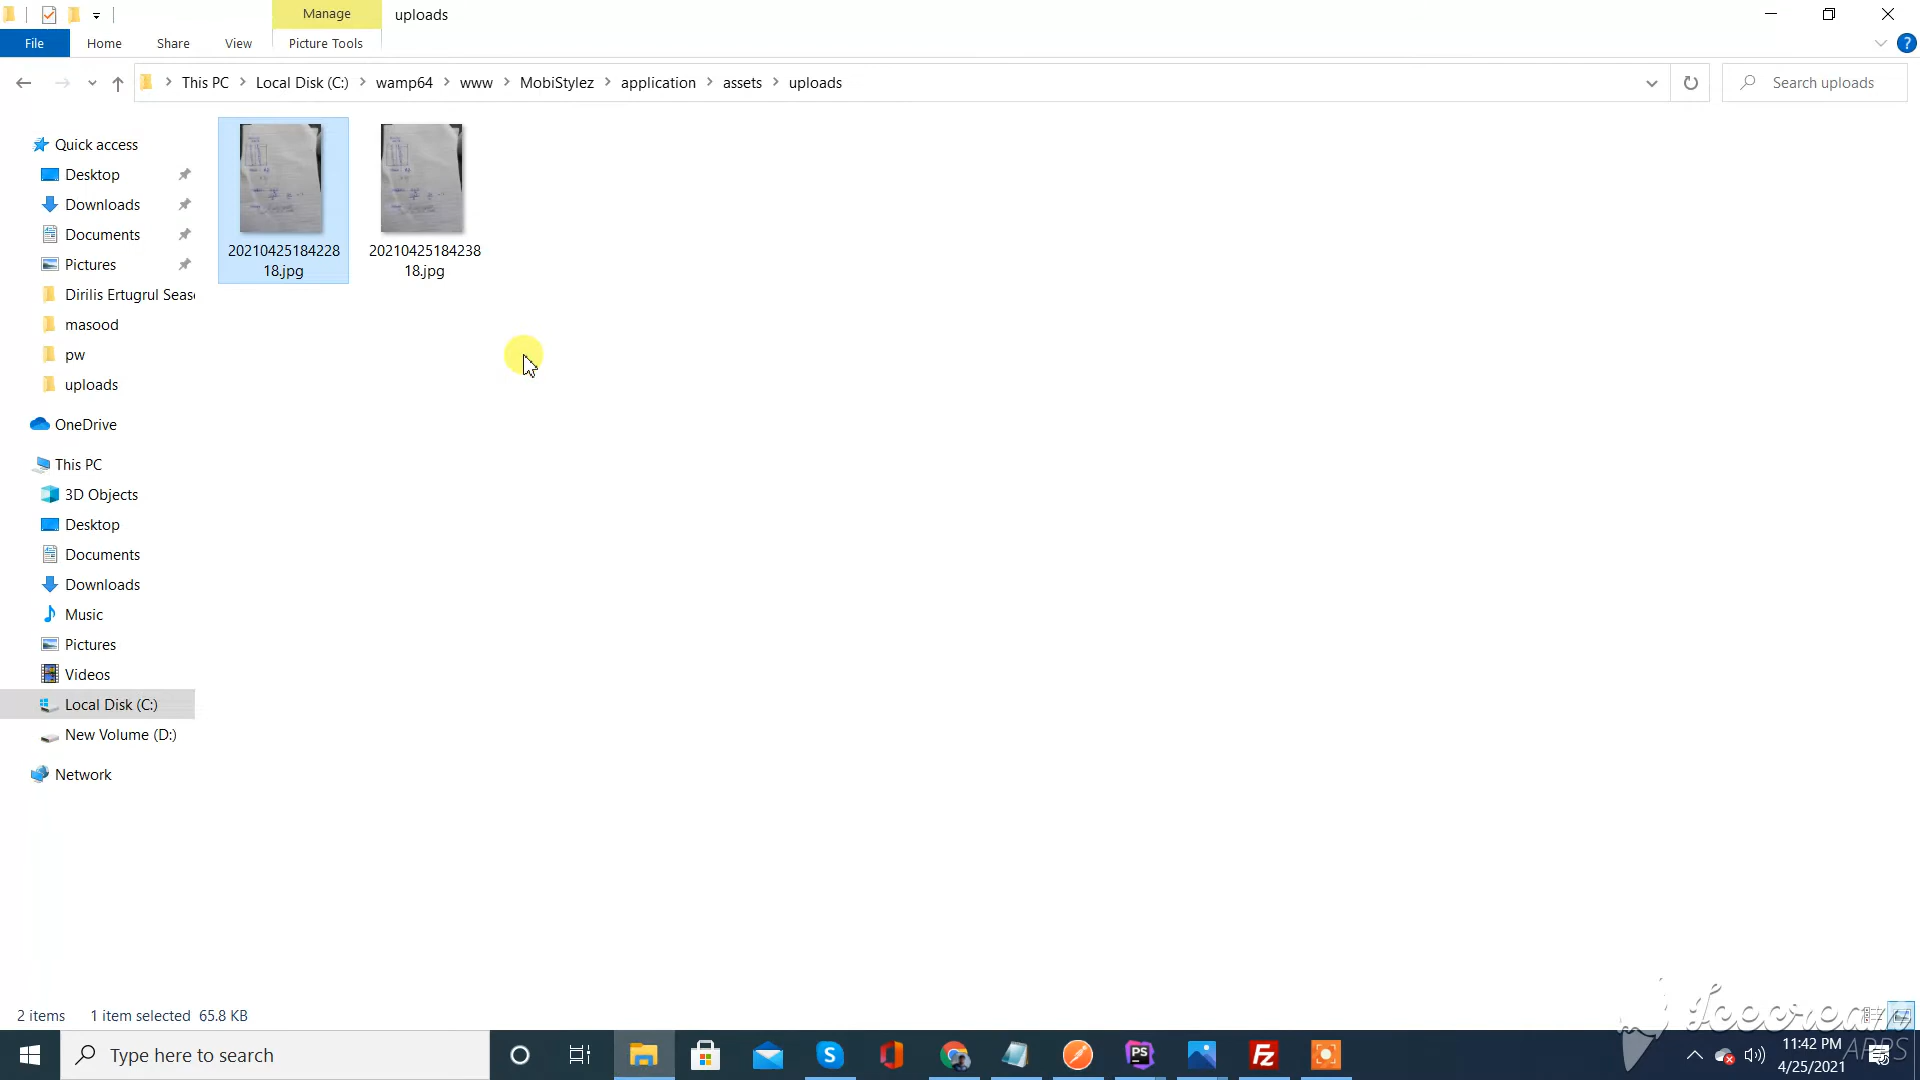 Manage
uploads
File
Home
Share
View
Picture Tools
This PC
Local Disk (C:)
wamp64
www
MobiStylez
application
assets
uploads
Search uploads
Quick access
Desktop
Downloads
Documents
Pictures
Dirilis Ertugrul Seas
masood
pw
uploads
OneDrive
This PC
3D Objects
Desktop
Documents
Downloads
Music
Pictures
Videos
Local Disk (C:)
New Volume (D:)
Network
20210425184228
18.jpg
20210425184238
18.jpg
2 items
1 item selected 65.8 KB
Icecream
APPS
Type here to search
11:42 PM
4/25/2021